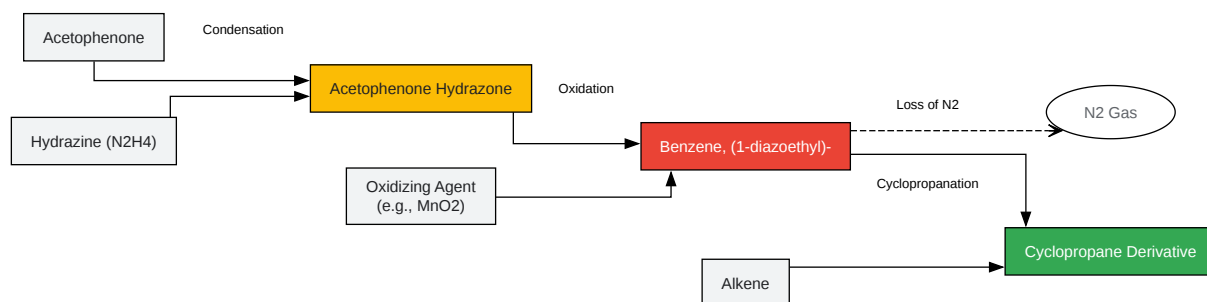 Acetophenone
Condensation
Hydrazine (N2H4)
Acetophenone Hydrazone
Oxidation
Oxidizing Agent
(e.g., MnO2)
Benzene, (1-diazoethyl)-
Loss of N2
N2 Gas
Cyclopropanation
Alkene
Cyclopropane Derivative